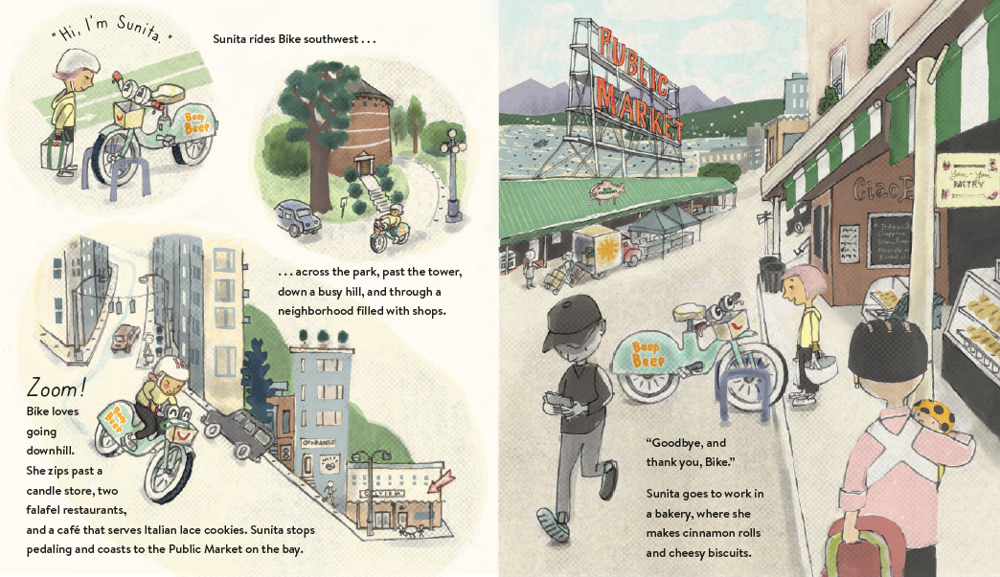 "Hi, I'm Sunita."
Sunita rides Bike southwest . . .
Beep
Beep
. . . across the park, past the tower,
down a busy hill, and through a
neighborhood filled with shops.
Zoom!
Bike loves
going
downhill.
She zips past a
candle store, two
falafel restaurants,
and a café that serves Italian lace cookies. Sunita stops
pedaling and coasts to the Public Market on the bay.
Beep
Beep
PUBLIC
MARKET
Ciao
PASTRY
Beep
Beep
"Goodbye, and
thank you, Bike."
Sunita goes to work in
a bakery, where she
makes cinnamon rolls
and cheesy biscuits.